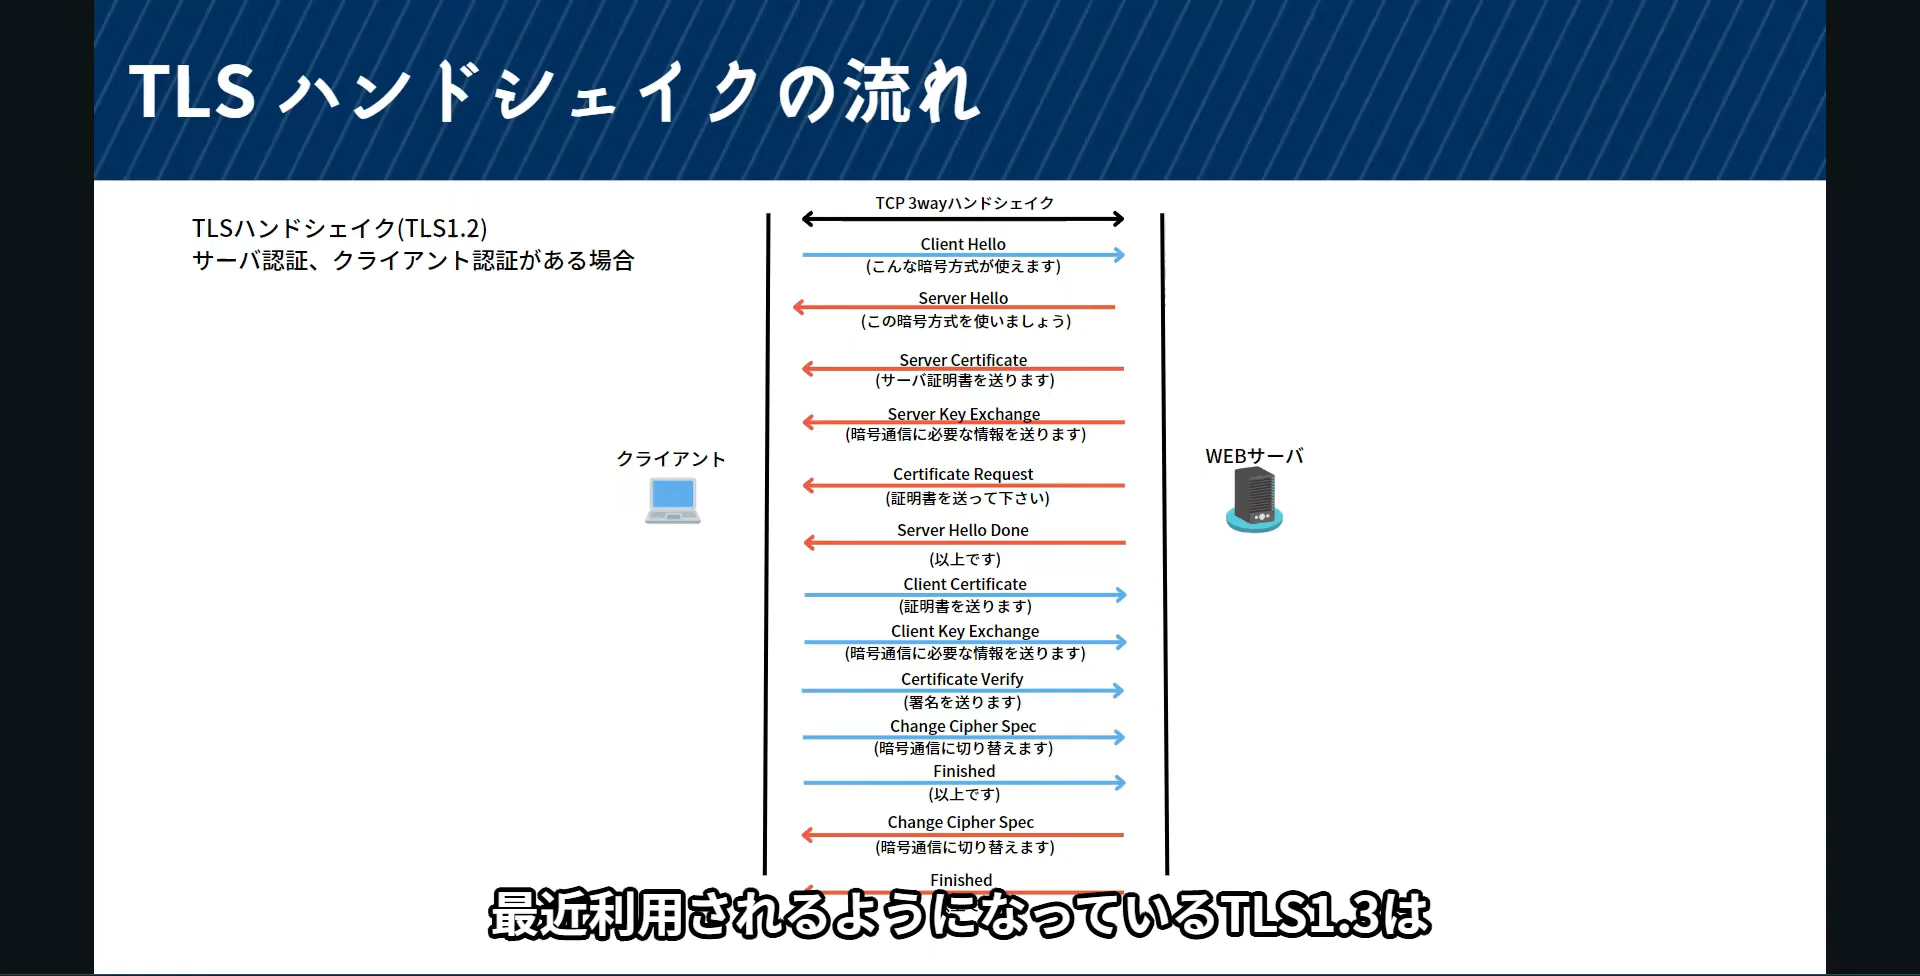 TLS ハンドシェイクの流れ
TLSハンドシェイク(TLS1.2)
サーバ認証、クライアント認証がある場合
TCP 3wayハンドシェイク
Client Hello
(こんな暗号方式が使えます)
Server Hello
(この暗号方式を使いましょう)
Server Certificate
(サーバ証明書を送ります)
Server Key Exchange
(暗号通信に必要な情報を送ります)
クライアント
WEBサーバ
Certificate Request
(証明書を送って下さい)
Server Hello Done
(以上です)
Client Certificate
(証明書を送ります)
Client Key Exchange
(暗号通信に必要な情報を送ります)
Certificate Verify
(署名を送ります)
Change Cipher Spec
(暗号通信に切り替えます)
Finished
(以上です)
Change Cipher Spec
(暗号通信に切り替えます)
Finished
最近利用されるようになっているTLS1.3は